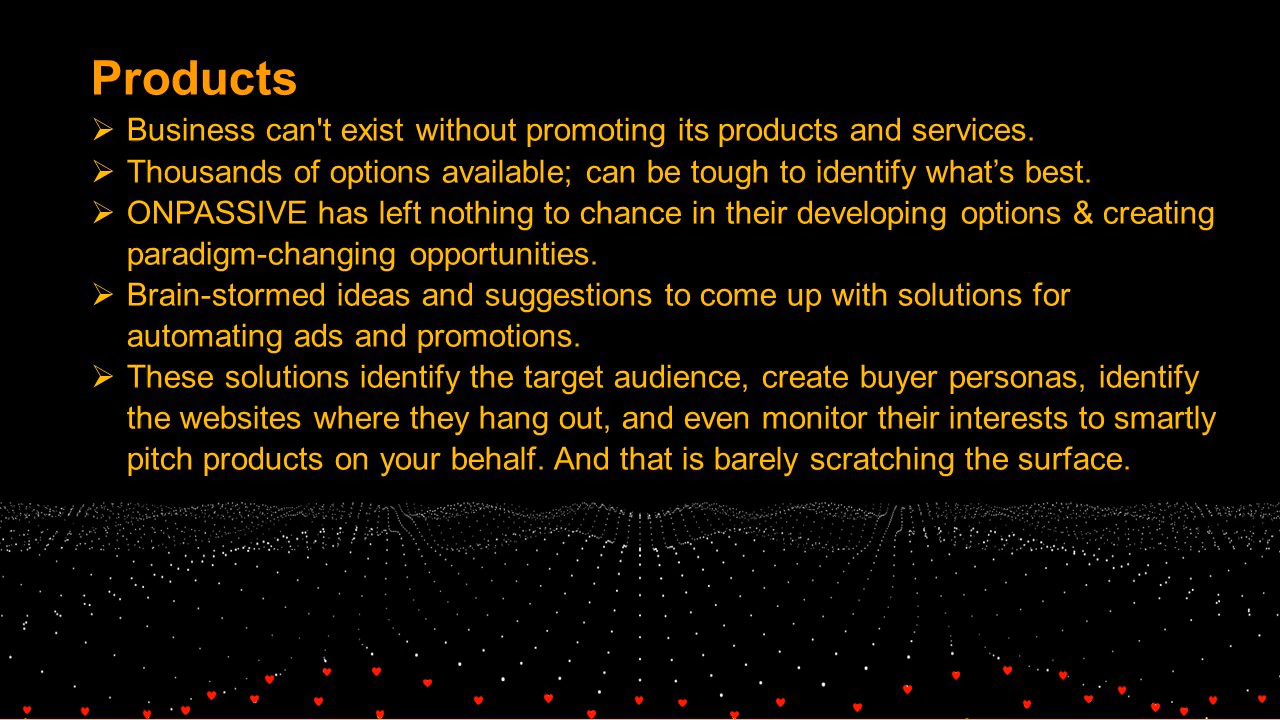 Products
➢ Business can't exist without promoting its products and services.
➢ Thousands of options available; can be tough to identify what’s best.
➢ ONPASSIVE has left nothing to chance in their developing options & creating
paradigm-changing opportunities.
➢ Brain-stormed ideas and suggestions to come up with solutions for
automating ads and promotions.
➢ These solutions identify the target audience, create buyer personas, identify
the websites where they hang out, and even monitor their interests to smartly
pitch products on your behalf. And that is barely scratching the surface.